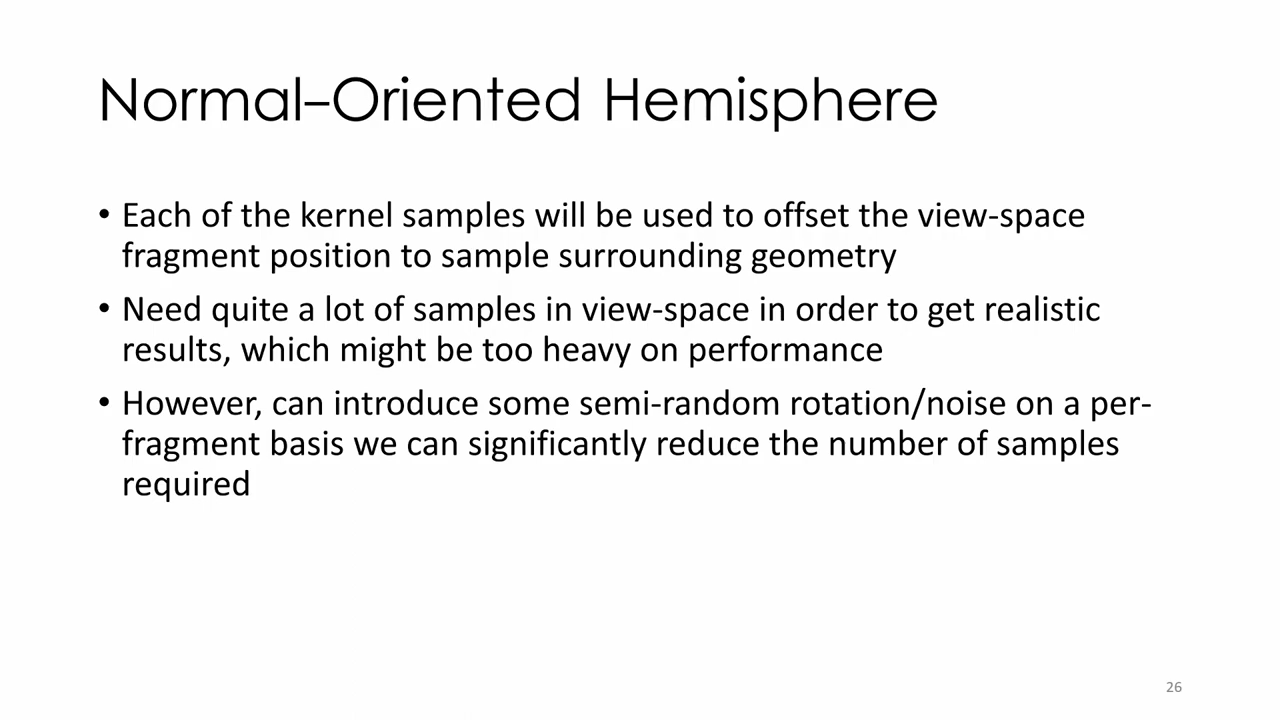 Normal–Oriented Hemisphere
• Each of the kernel samples will be used to offset the view-space
fragment position to sample surrounding geometry
• Need quite a lot of samples in view-space in order to get realistic
results, which might be too heavy on performance
• However, can introduce some semi-random rotation/noise on a per-
fragment basis we can significantly reduce the number of samples
required
26